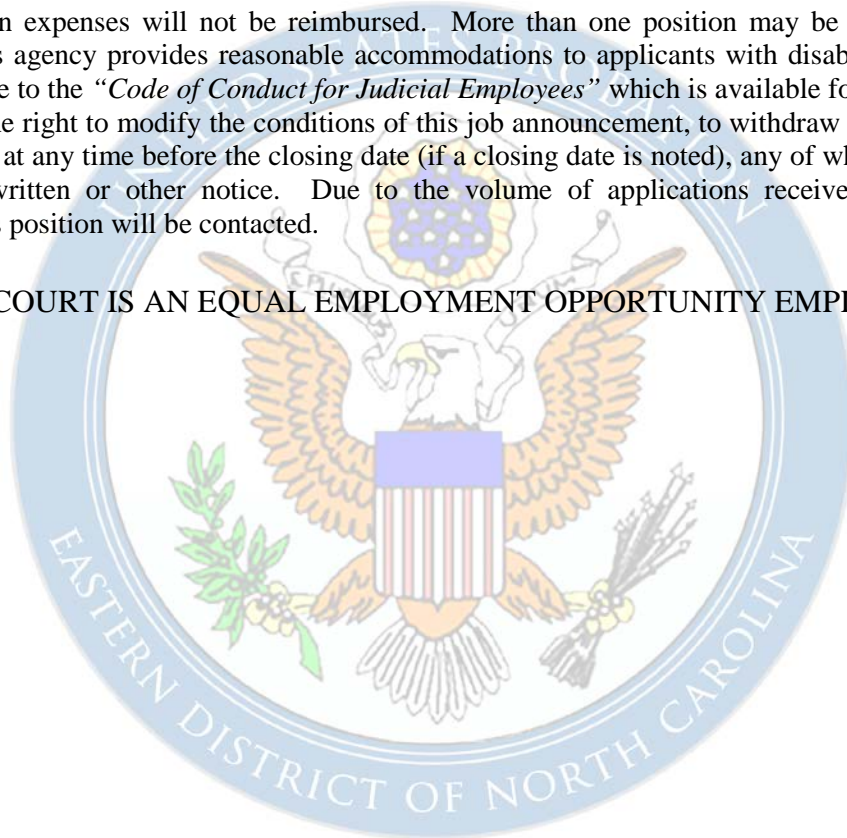 n expenses will not be reimbursed. More than one position may be
s agency provides reasonable accommodations to applicants with disab
e to the “Code of Conduct for Judicial Employees” which is available fo
e right to modify the conditions of this job announcement, to withdraw
at any time before the closing date (if a closing date is noted), any of wh
written or other notice. Due to the volume of applications receive
s position will be contacted.
COURT IS AN EQUAL EMPLOYMENT OPPORTUNITY EMP
UNITED STATES PROBATION
EASTERN DISTRICT OF NORTH CAROLINA